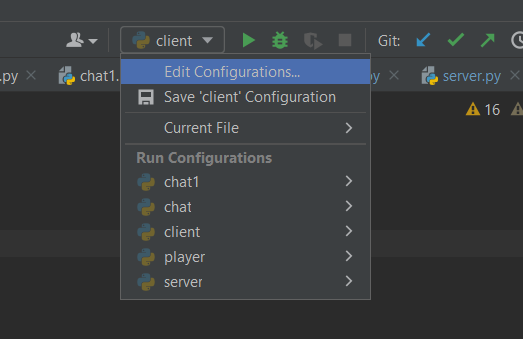 client
Git:
.py
chat1.
py
server.py
Edit Configurations...
16
Save 'client' Configuration
Current File
Run Configurations
chat1
chat
client
player
server